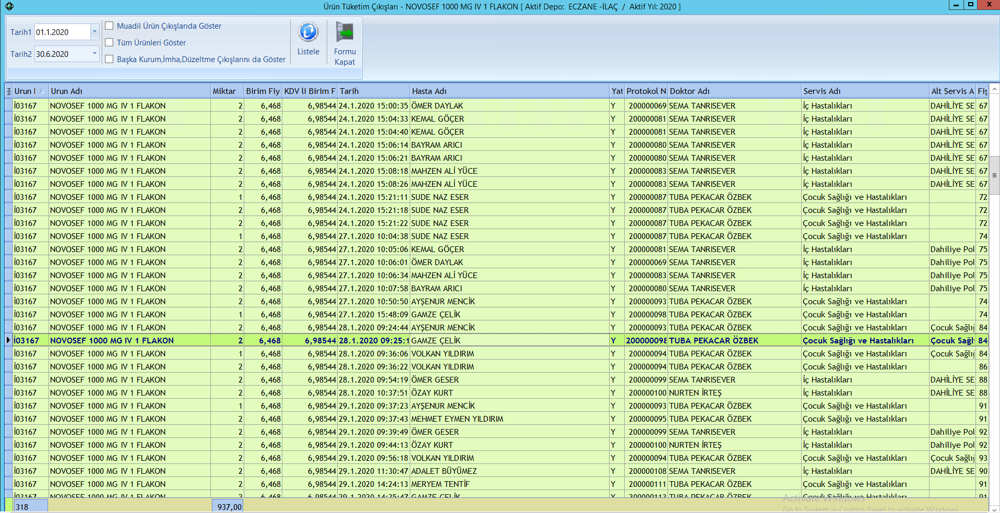 Ürün Tüketim Çıkışları - NOVOSEF 1000 MG IV 1 FLAKON [ Aktif Depo: ECZANE -İLAÇ / Aktif Yıl: 2020 ]
Tarih1 01.1.2020
Tarih2 30.6.2020
Muadil Ürün Çıkışlarıda Göster
Tüm Ürünleri Göster
Başka Kurum,İmha,Düzeltme Çıkışlarını da Göster
Listele
Formu
Kapat
Urun I Urun Adı Miktar Birim Fiy KDV li Birim F Tarih Hasta Adı Yat Protokol N Doktor Adı Servis Adı Alt Servis A Fiş
İ03167 NOVOSEF 1000 MG IV 1 FLAKON 2 6,468 6,98544 24.1.2020 15:00:35 ÖMER DAYLAK Y 200000069 SEMA TANRISEVER İç Hastalıkları DAHİLİYE SE 67
İ03167 NOVOSEF 1000 MG IV 1 FLAKON 2 6,468 6,98544 24.1.2020 15:04:33 KEMAL GÖÇER Y 200000081 SEMA TANRISEVER İç Hastalıkları DAHİLİYE SE 67
İ03167 NOVOSEF 1000 MG IV 1 FLAKON 2 6,468 6,98544 24.1.2020 15:04:40 KEMAL GÖÇER Y 200000081 SEMA TANRISEVER İç Hastalıkları DAHİLİYE SE 67
İ03167 NOVOSEF 1000 MG IV 1 FLAKON 2 6,468 6,98544 24.1.2020 15:06:14 BAYRAM ARICI Y 200000080 SEMA TANRISEVER İç Hastalıkları DAHİLİYE SE 67
İ03167 NOVOSEF 1000 MG IV 1 FLAKON 2 6,468 6,98544 24.1.2020 15:06:21 BAYRAM ARICI Y 200000080 SEMA TANRISEVER İç Hastalıkları DAHİLİYE SE 67
İ03167 NOVOSEF 1000 MG IV 1 FLAKON 2 6,468 6,98544 24.1.2020 15:08:18 MAHZEN ALİ YÜCE Y 200000083 SEMA TANRISEVER İç Hastalıkları DAHİLİYE SE 67
İ03167 NOVOSEF 1000 MG IV 1 FLAKON 2 6,468 6,98544 24.1.2020 15:08:26 MAHZEN ALİ YÜCE Y 200000083 SEMA TANRISEVER İç Hastalıkları DAHİLİYE SE 67
İ03167 NOVOSEF 1000 MG IV 1 FLAKON 1 6,468 6,98544 24.1.2020 15:21:11 SUDE NAZ ESER Y 200000087 TUBA PEKACAR ÖZBEK Çocuk Sağlığı ve Hastalıkları 72
İ03167 NOVOSEF 1000 MG IV 1 FLAKON 2 6,468 6,98544 24.1.2020 15:21:18 SUDE NAZ ESER Y 200000087 TUBA PEKACAR ÖZBEK Çocuk Sağlığı ve Hastalıkları 72
İ03167 NOVOSEF 1000 MG IV 1 FLAKON 2 6,468 6,98544 24.1.2020 15:21:22 SUDE NAZ ESER Y 200000087 TUBA PEKACAR ÖZBEK Çocuk Sağlığı ve Hastalıkları 72
İ03167 NOVOSEF 1000 MG IV 1 FLAKON 1 6,468 6,98544 27.1.2020 10:04:38 SUDE NAZ ESER Y 200000087 TUBA PEKACAR ÖZBEK Çocuk Sağlığı ve Hastalıkları 74
İ03167 NOVOSEF 1000 MG IV 1 FLAKON 2 6,468 6,98544 27.1.2020 10:05:06 KEMAL GÖÇER Y 200000081 SEMA TANRISEVER İç Hastalıkları Dahiliye Pol 75
İ03167 NOVOSEF 1000 MG IV 1 FLAKON 2 6,468 6,98544 27.1.2020 10:06:01 ÖMER DAYLAK Y 200000069 SEMA TANRISEVER İç Hastalıkları Dahiliye Pol 75
İ03167 NOVOSEF 1000 MG IV 1 FLAKON 2 6,468 6,98544 27.1.2020 10:06:34 MAHZEN ALİ YÜCE Y 200000083 SEMA TANRISEVER İç Hastalıkları Dahiliye Pol 75
İ03167 NOVOSEF 1000 MG IV 1 FLAKON 2 6,468 6,98544 27.1.2020 10:07:58 BAYRAM ARICI Y 200000080 SEMA TANRISEVER İç Hastalıkları Dahiliye Pol 75
İ03167 NOVOSEF 1000 MG IV 1 FLAKON 2 6,468 6,98544 27.1.2020 10:50:50 AYŞENUR MENCİK Y 200000093 TUBA PEKACAR ÖZBEK Çocuk Sağlığı ve Hastalıkları 74
İ03167 NOVOSEF 1000 MG IV 1 FLAKON 1 6,468 6,98544 27.1.2020 15:48:09 GAMZE ÇELİK Y 200000098 TUBA PEKACAR ÖZBEK Çocuk Sağlığı ve Hastalıkları 74
İ03167 NOVOSEF 1000 MG IV 1 FLAKON 2 6,468 6,98544 28.1.2020 09:24:44 AYŞENUR MENCİK Y 200000093 TUBA PEKACAR ÖZBEK Çocuk Sağlığı ve Hastalıkları Çocuk Sağlığ 84
İ03167 NOVOSEF 1000 MG IV 1 FLAKON 2 6,468 6,98544 28.1.2020 09:25:1 GAMZE ÇELİK Y 200000098 TUBA PEKACAR ÖZBEK Çocuk Sağlığı ve Hastalıkları Çocuk Sağlı 84
İ03167 NOVOSEF 1000 MG IV 1 FLAKON 1 6,468 6,98544 28.1.2020 09:36:06 VOLKAN YILDIRIM Y 200000094 TUBA PEKACAR ÖZBEK Çocuk Sağlığı ve Hastalıkları Çocuk Sağlığ 84
İ03167 NOVOSEF 1000 MG IV 1 FLAKON 2 6,468 6,98544 28.1.2020 09:36:22 VOLKAN YILDIRIM Y 200000094 TUBA PEKACAR ÖZBEK Çocuk Sağlığı ve Hastalıkları 86
İ03167 NOVOSEF 1000 MG IV 1 FLAKON 2 6,468 6,98544 28.1.2020 09:54:19 ÖMER GESER Y 200000099 SEMA TANRISEVER İç Hastalıkları DAHİLİYE SE 88
İ03167 NOVOSEF 1000 MG IV 1 FLAKON 2 6,468 6,98544 28.1.2020 10:37:51 ÖZAY KURT Y 200000100 NURTEN İRTEŞ İç Hastalıkları DAHİLİYE SE 88
İ03167 NOVOSEF 1000 MG IV 1 FLAKON 1 6,468 6,98544 29.1.2020 09:37:23 AYŞENUR MENCİK Y 200000093 TUBA PEKACAR ÖZBEK Çocuk Sağlığı ve Hastalıkları 91
İ03167 NOVOSEF 1000 MG IV 1 FLAKON 2 6,468 6,98544 29.1.2020 09:37:43 MEHMET EYMEN YILDIRIM Y 200000095 TUBA PEKACAR ÖZBEK Çocuk Sağlığı ve Hastalıkları 91
İ03167 NOVOSEF 1000 MG IV 1 FLAKON 2 6,468 6,98544 29.1.2020 09:39:49 ÖMER GESER Y 200000099 SEMA TANRISEVER İç Hastalıkları Dahiliye Pol 92
İ03167 NOVOSEF 1000 MG IV 1 FLAKON 2 6,468 6,98544 29.1.2020 09:44:13 ÖZAY KURT Y 200000100 NURTEN İRTEŞ İç Hastalıkları Dahiliye Pol 92
İ03167 NOVOSEF 1000 MG IV 1 FLAKON 2 6,468 6,98544 29.1.2020 09:56:18 VOLKAN YILDIRIM Y 200000094 TUBA PEKACAR ÖZBEK Çocuk Sağlığı ve Hastalıkları Çocuk Sağlığ 93
İ03167 NOVOSEF 1000 MG IV 1 FLAKON 2 6,468 6,98544 29.1.2020 11:30:47 ADALET BÜYÜMEZ Y 200000108 SEMA TANRISEVER İç Hastalıkları DAHİLİYE SE 90
İ03167 NOVOSEF 1000 MG IV 1 FLAKON 2 6,468 6,98544 29.1.2020 14:24:13 MERYEM TENTİF Y 200000111 TUBA PEKACAR ÖZBEK Çocuk Sağlığı ve Hastalıkları 91
İ03167 NOVOSEF 1000 MG IV 1 FLAKON 2 6,468 6,98544 29.1.2020 14:35:47 GAMZE ÇELİK Y TUBA PEKACAR ÖZBEK Çocuk Sağlığı ve Hastalıkları 91
318 937,00
Activate Windows
Go to System in Control Panel to activate Windows